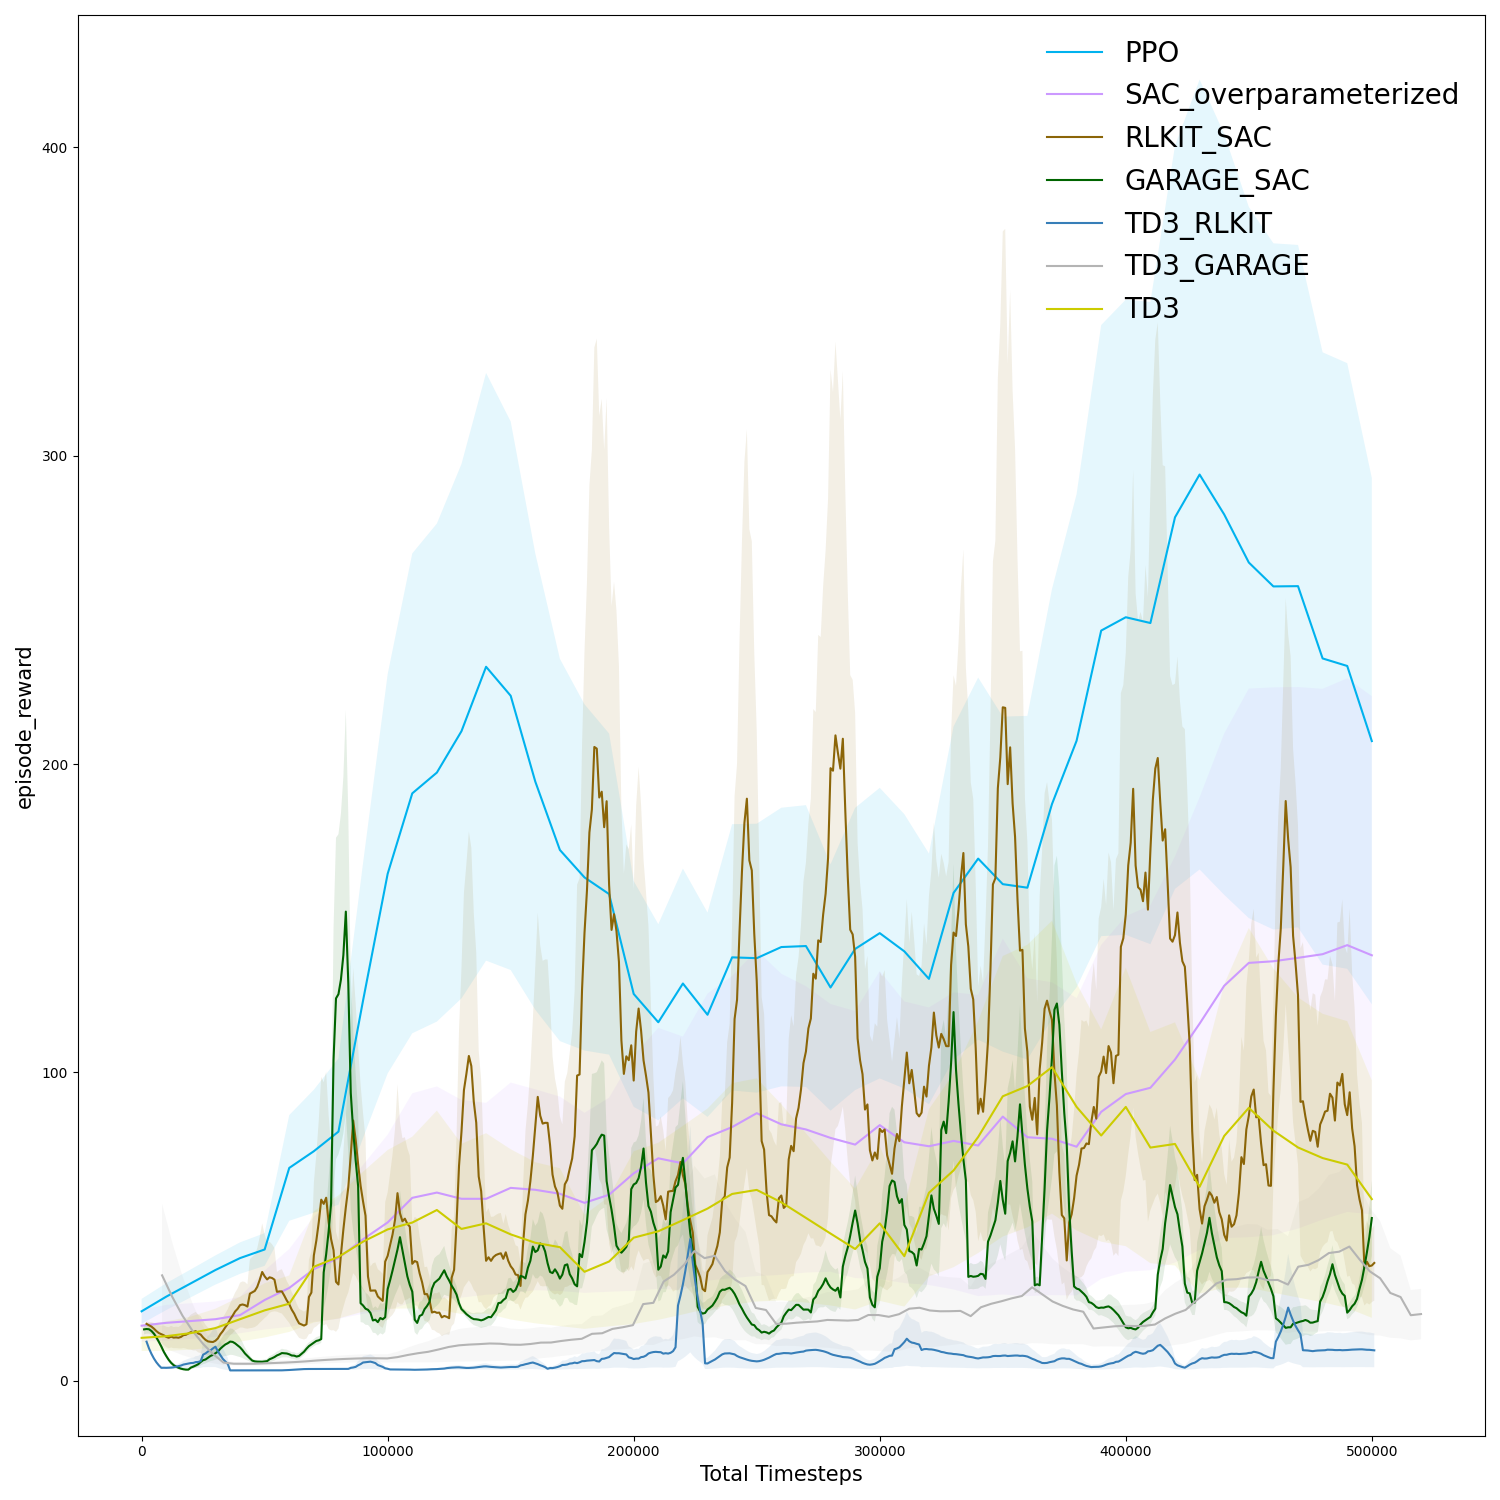 PPO
SAC_overparameterized
RLKIT_SAC
GARAGE_SAC
TD3_RLKIT
TD3_GARAGE
TD3
400
300
200
100
0
episode_reward
0 100000 200000 300000 400000 500000
Total Timesteps